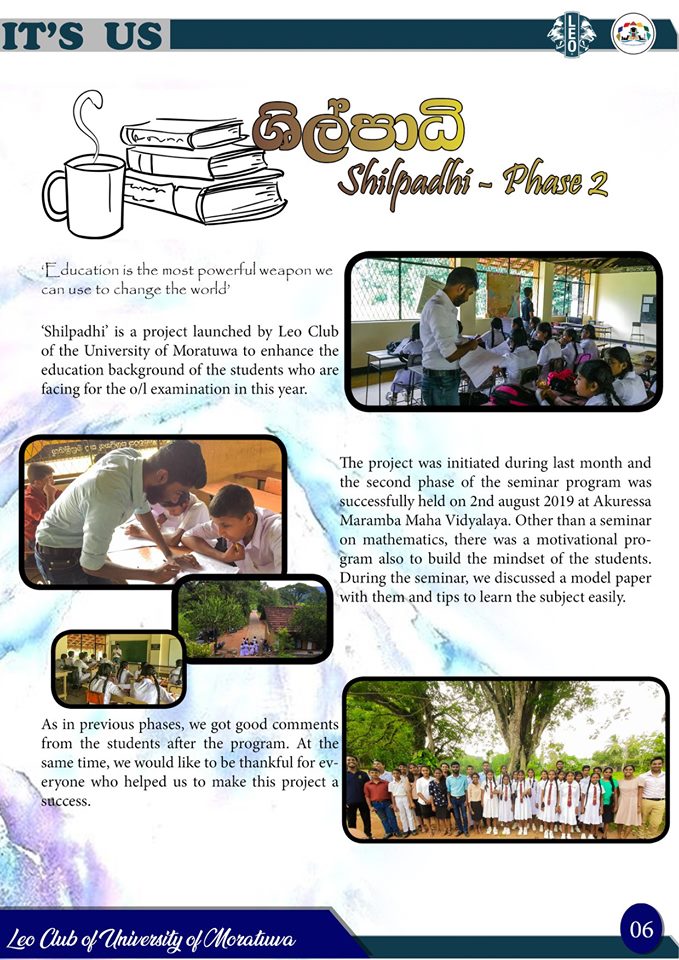 IT'S US
LEO
ශිල්පාධි
Shilpadhi - Phase 2
‘Education is the most powerful weapon we
can use to change the world’
‘Shilpadhi’ is a project launched by Leo Club
of the University of Moratuwa to enhance the
education background of the students who are
facing for the o/l examination in this year.
The project was initiated during last month and
the second phase of the seminar program was
successfully held on 2nd august 2019 at Akuressa
Maramba Maha Vidyalaya. Other than a seminar
on mathematics, there was a motivational pro-
gram also to build the mindset of the students.
During the seminar, we discussed a model paper
with them and tips to learn the subject easily.
As in previous phases, we got good comments
from the students after the program. At the
same time, we would like to be thankful for ev-
eryone who helped us to make this project a
success.
Leo Club of University of Moratuwa
06